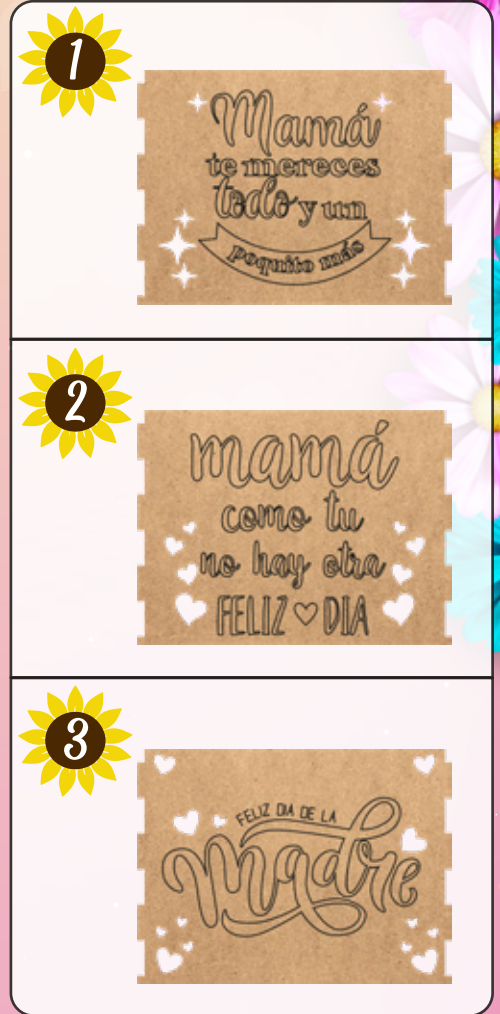 1
Mamá
te mereces
todo y un
poquito más
2
mamá
como tu
no hay otra
FELIZ DIA
3
FELIZ DIA DE LA
Madre